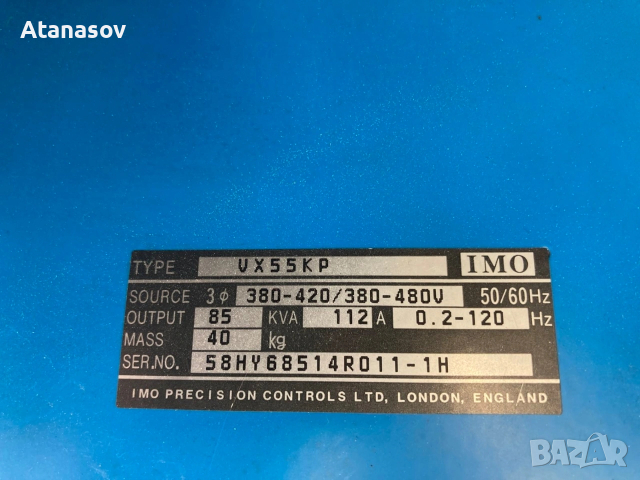 Atanasov
TYPE VX55KP IMO
SOURCE 3ϕ 380-420/380-480V 50/60Hz
OUTPUT 85 KVA 112 A 0.2-120 Hz
MASS 40 kg
SER.NO. 58HY68514R011-1H
IMO PRECISION CONTROLS LTD, LONDON, ENGLAND
BAZAR